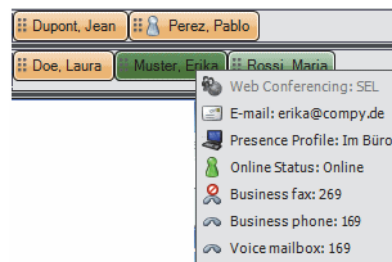 Dupont, Jean Perez, Pablo
Doe, Laura Muster, Erika Rossi, Maria
Web Conferencing: SEL
E-mail: erika@compy.de
Presence Profile: Im Büro
Online Status: Online
Business fax: 269
Business phone: 169
Voice mailbox: 169